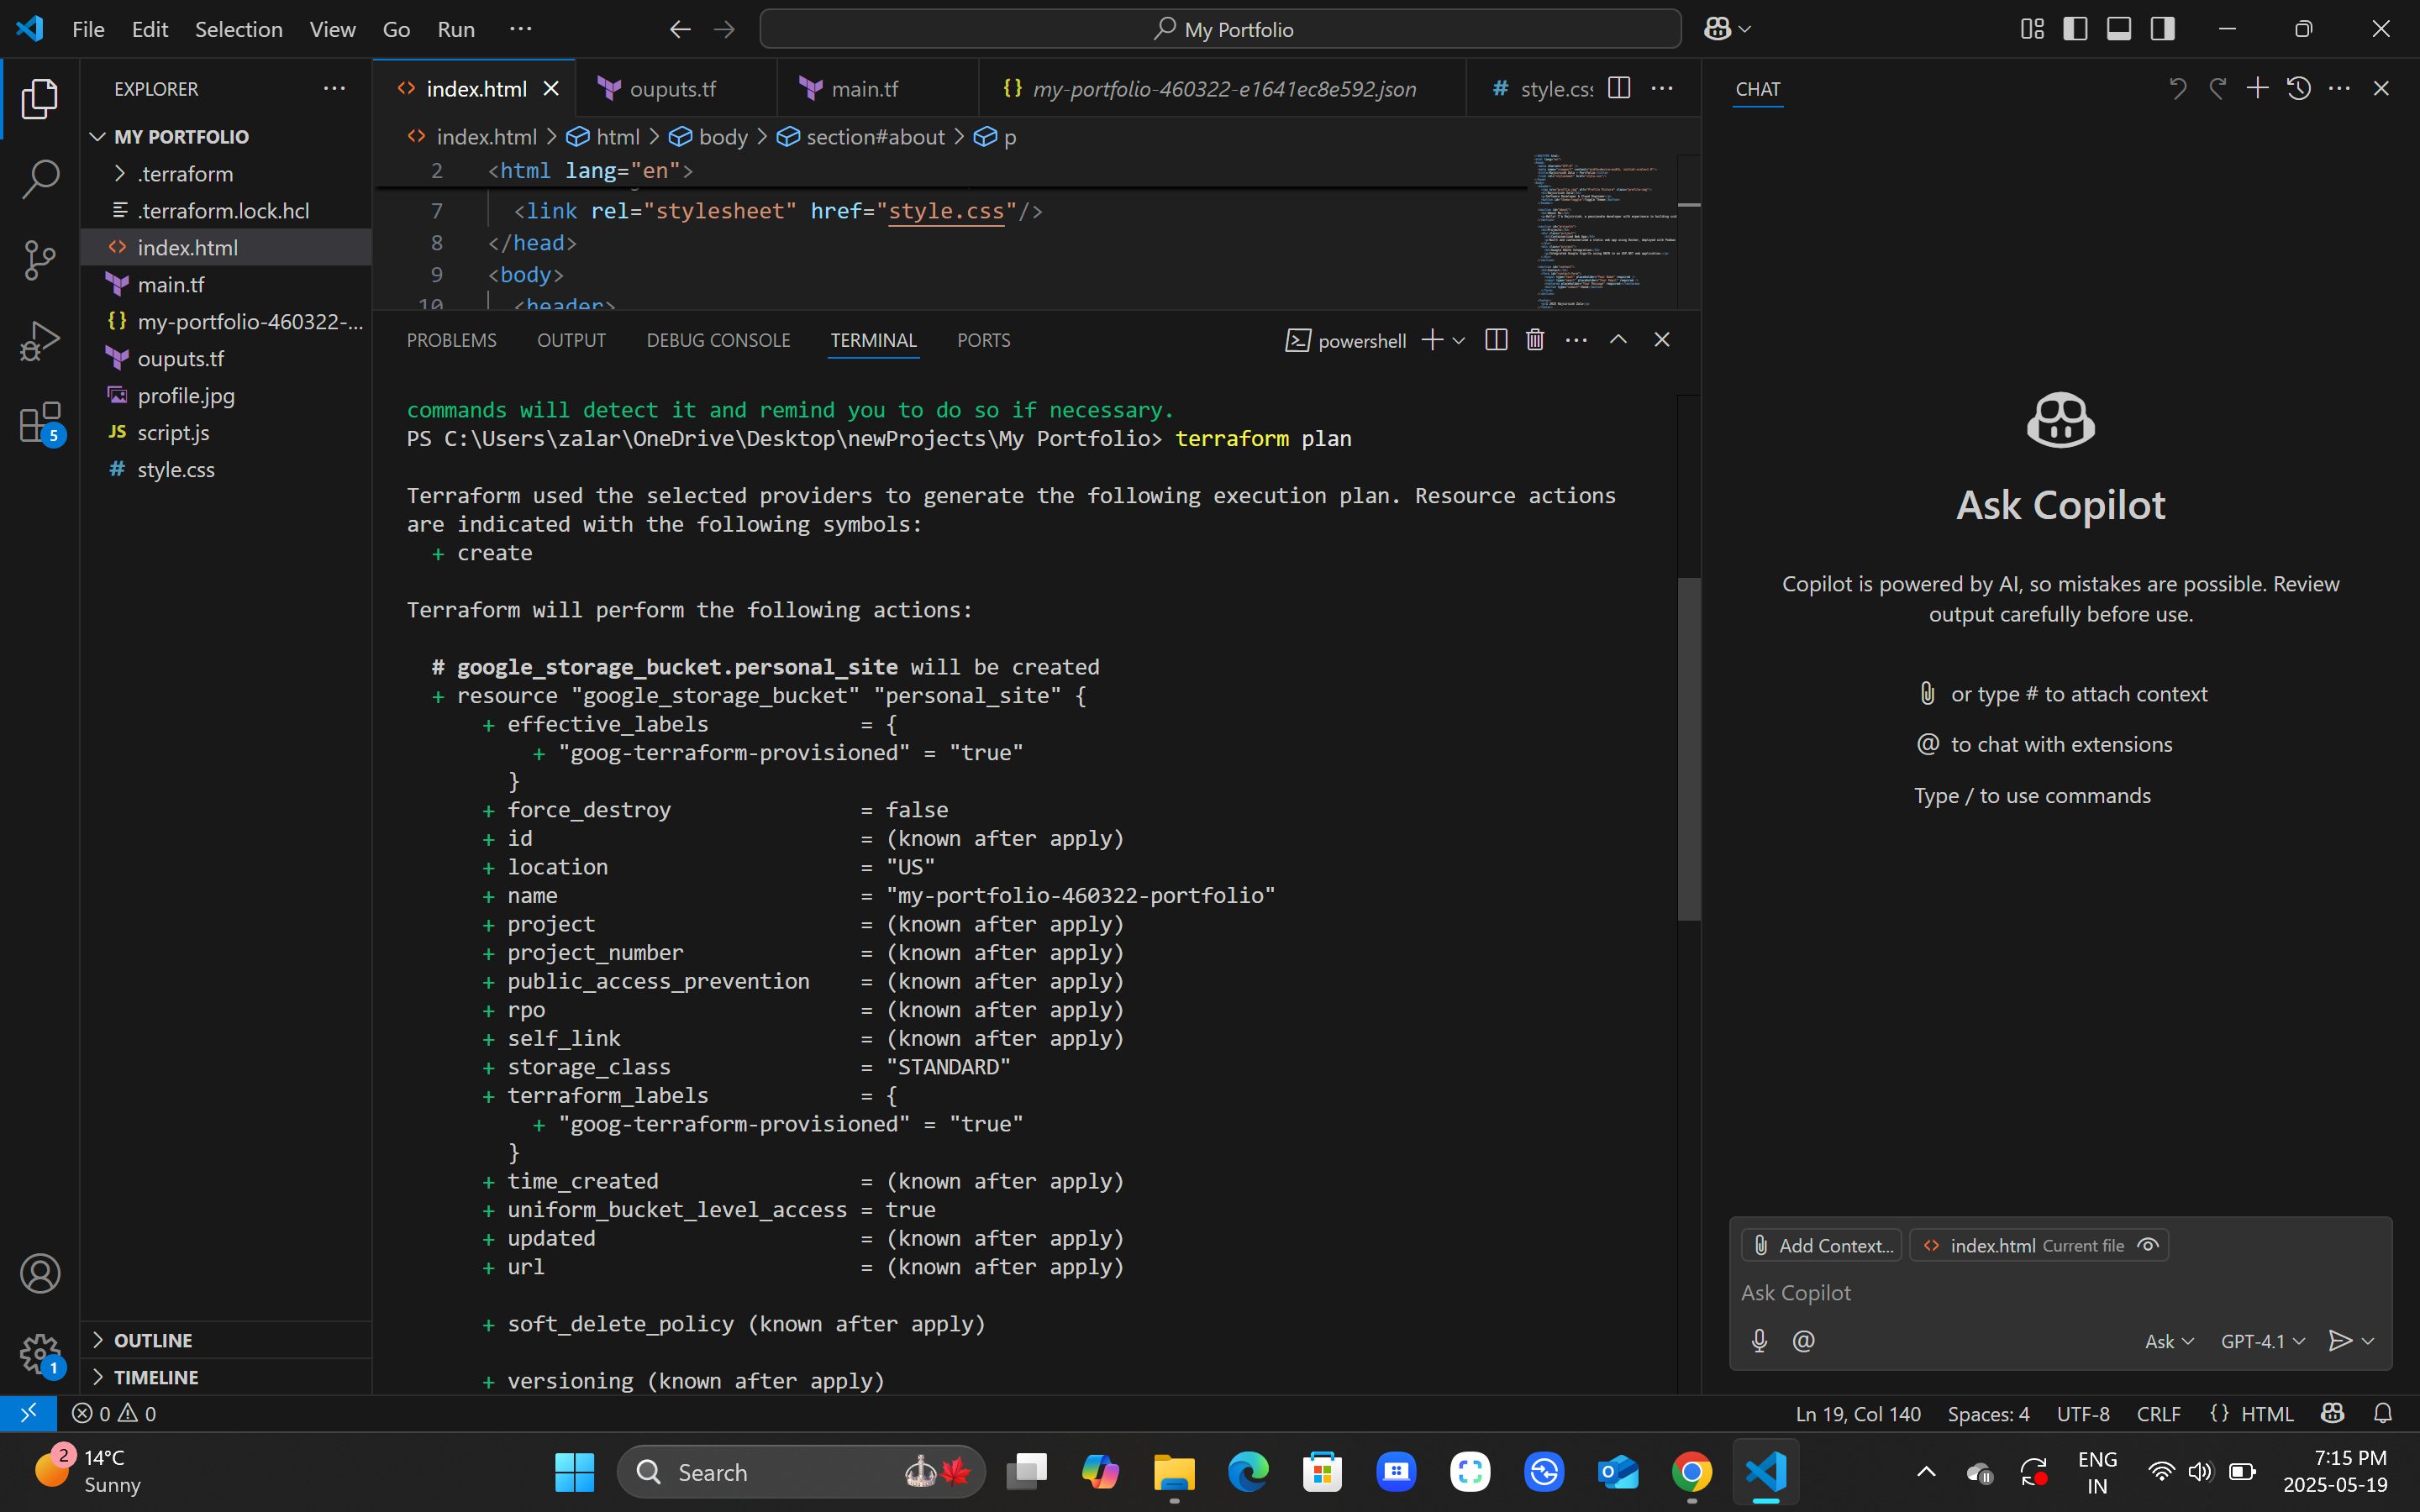 File Edit Selection View Go Run ···
My Portfolio
EXPLORER
MY PORTFOLIO
.terraform
.terraform.lock.hcl
index.html
main.tf
my-portfolio-460322-...
ouputs.tf
profile.jpg
JS script.js
# style.css
5
1
OUTLINE
TIMELINE
index.html
ouputs.tf
main.tf
{} my-portfolio-460322-e1641ec8e592.json
# style.cs
index.html > html > body > section#about > p
2 <html lang="en">
7 <link rel="stylesheet" href="style.css"/>
8 </head>
9 <body>
10 <header>
PROBLEMS OUTPUT DEBUG CONSOLE TERMINAL PORTS
powershell
commands will detect it and remind you to do so if necessary.
PS C:\Users\zalar\OneDrive\Desktop\newProjects\My Portfolio> terraform plan
Terraform used the selected providers to generate the following execution plan. Resource actions
are indicated with the following symbols:
+ create
Terraform will perform the following actions:
# google_storage_bucket.personal_site will be created
+ resource "google_storage_bucket" "personal_site" {
+ effective_labels = {
+ "goog-terraform-provisioned" = "true"
}
+ force_destroy = false
+ id = (known after apply)
+ location = "US"
+ name = "my-portfolio-460322-portfolio"
+ project = (known after apply)
+ project_number = (known after apply)
+ public_access_prevention = (known after apply)
+ rpo = (known after apply)
+ self_link = (known after apply)
+ storage_class = "STANDARD"
+ terraform_labels = {
+ "goog-terraform-provisioned" = "true"
}
+ time_created = (known after apply)
+ uniform_bucket_level_access = true
+ updated = (known after apply)
+ url = (known after apply)
+ soft_delete_policy (known after apply)
+ versioning (known after apply)
CHAT
Ask Copilot
Copilot is powered by AI, so mistakes are possible. Review
output carefully before use.
or type # to attach context
@ to chat with extensions
Type / to use commands
Add Context...
index.html Current file
Ask Copilot
@
Ask
GPT-4.1
0 0
Ln 19, Col 140
Spaces: 4
UTF-8
CRLF
{} HTML
2
14°C
Sunny
Search
ENG
IN
7:15 PM
2025-05-19